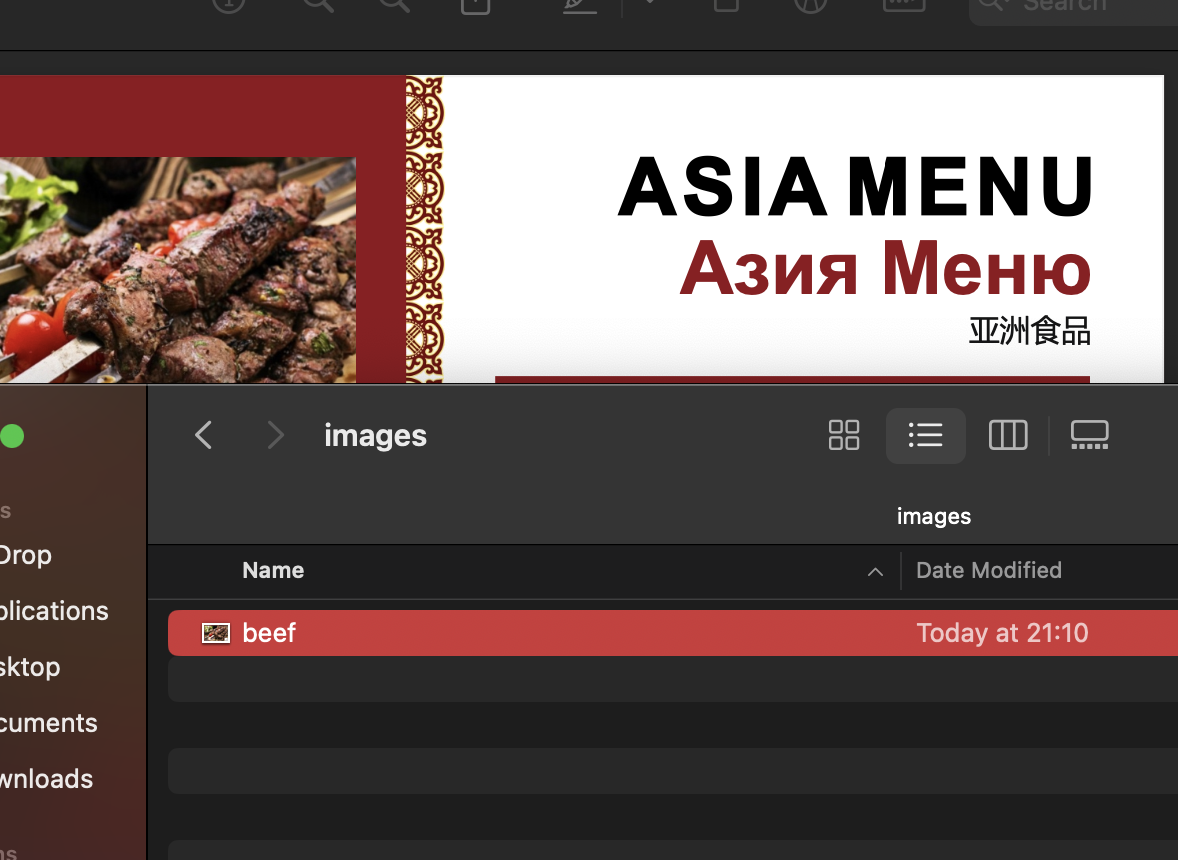 Search
ASIA MENU
Азия Меню
亚洲食品
images
images
Name
Date Modified
beef
Today at 21:10
Drop
plications
sktop
cuments
wnloads